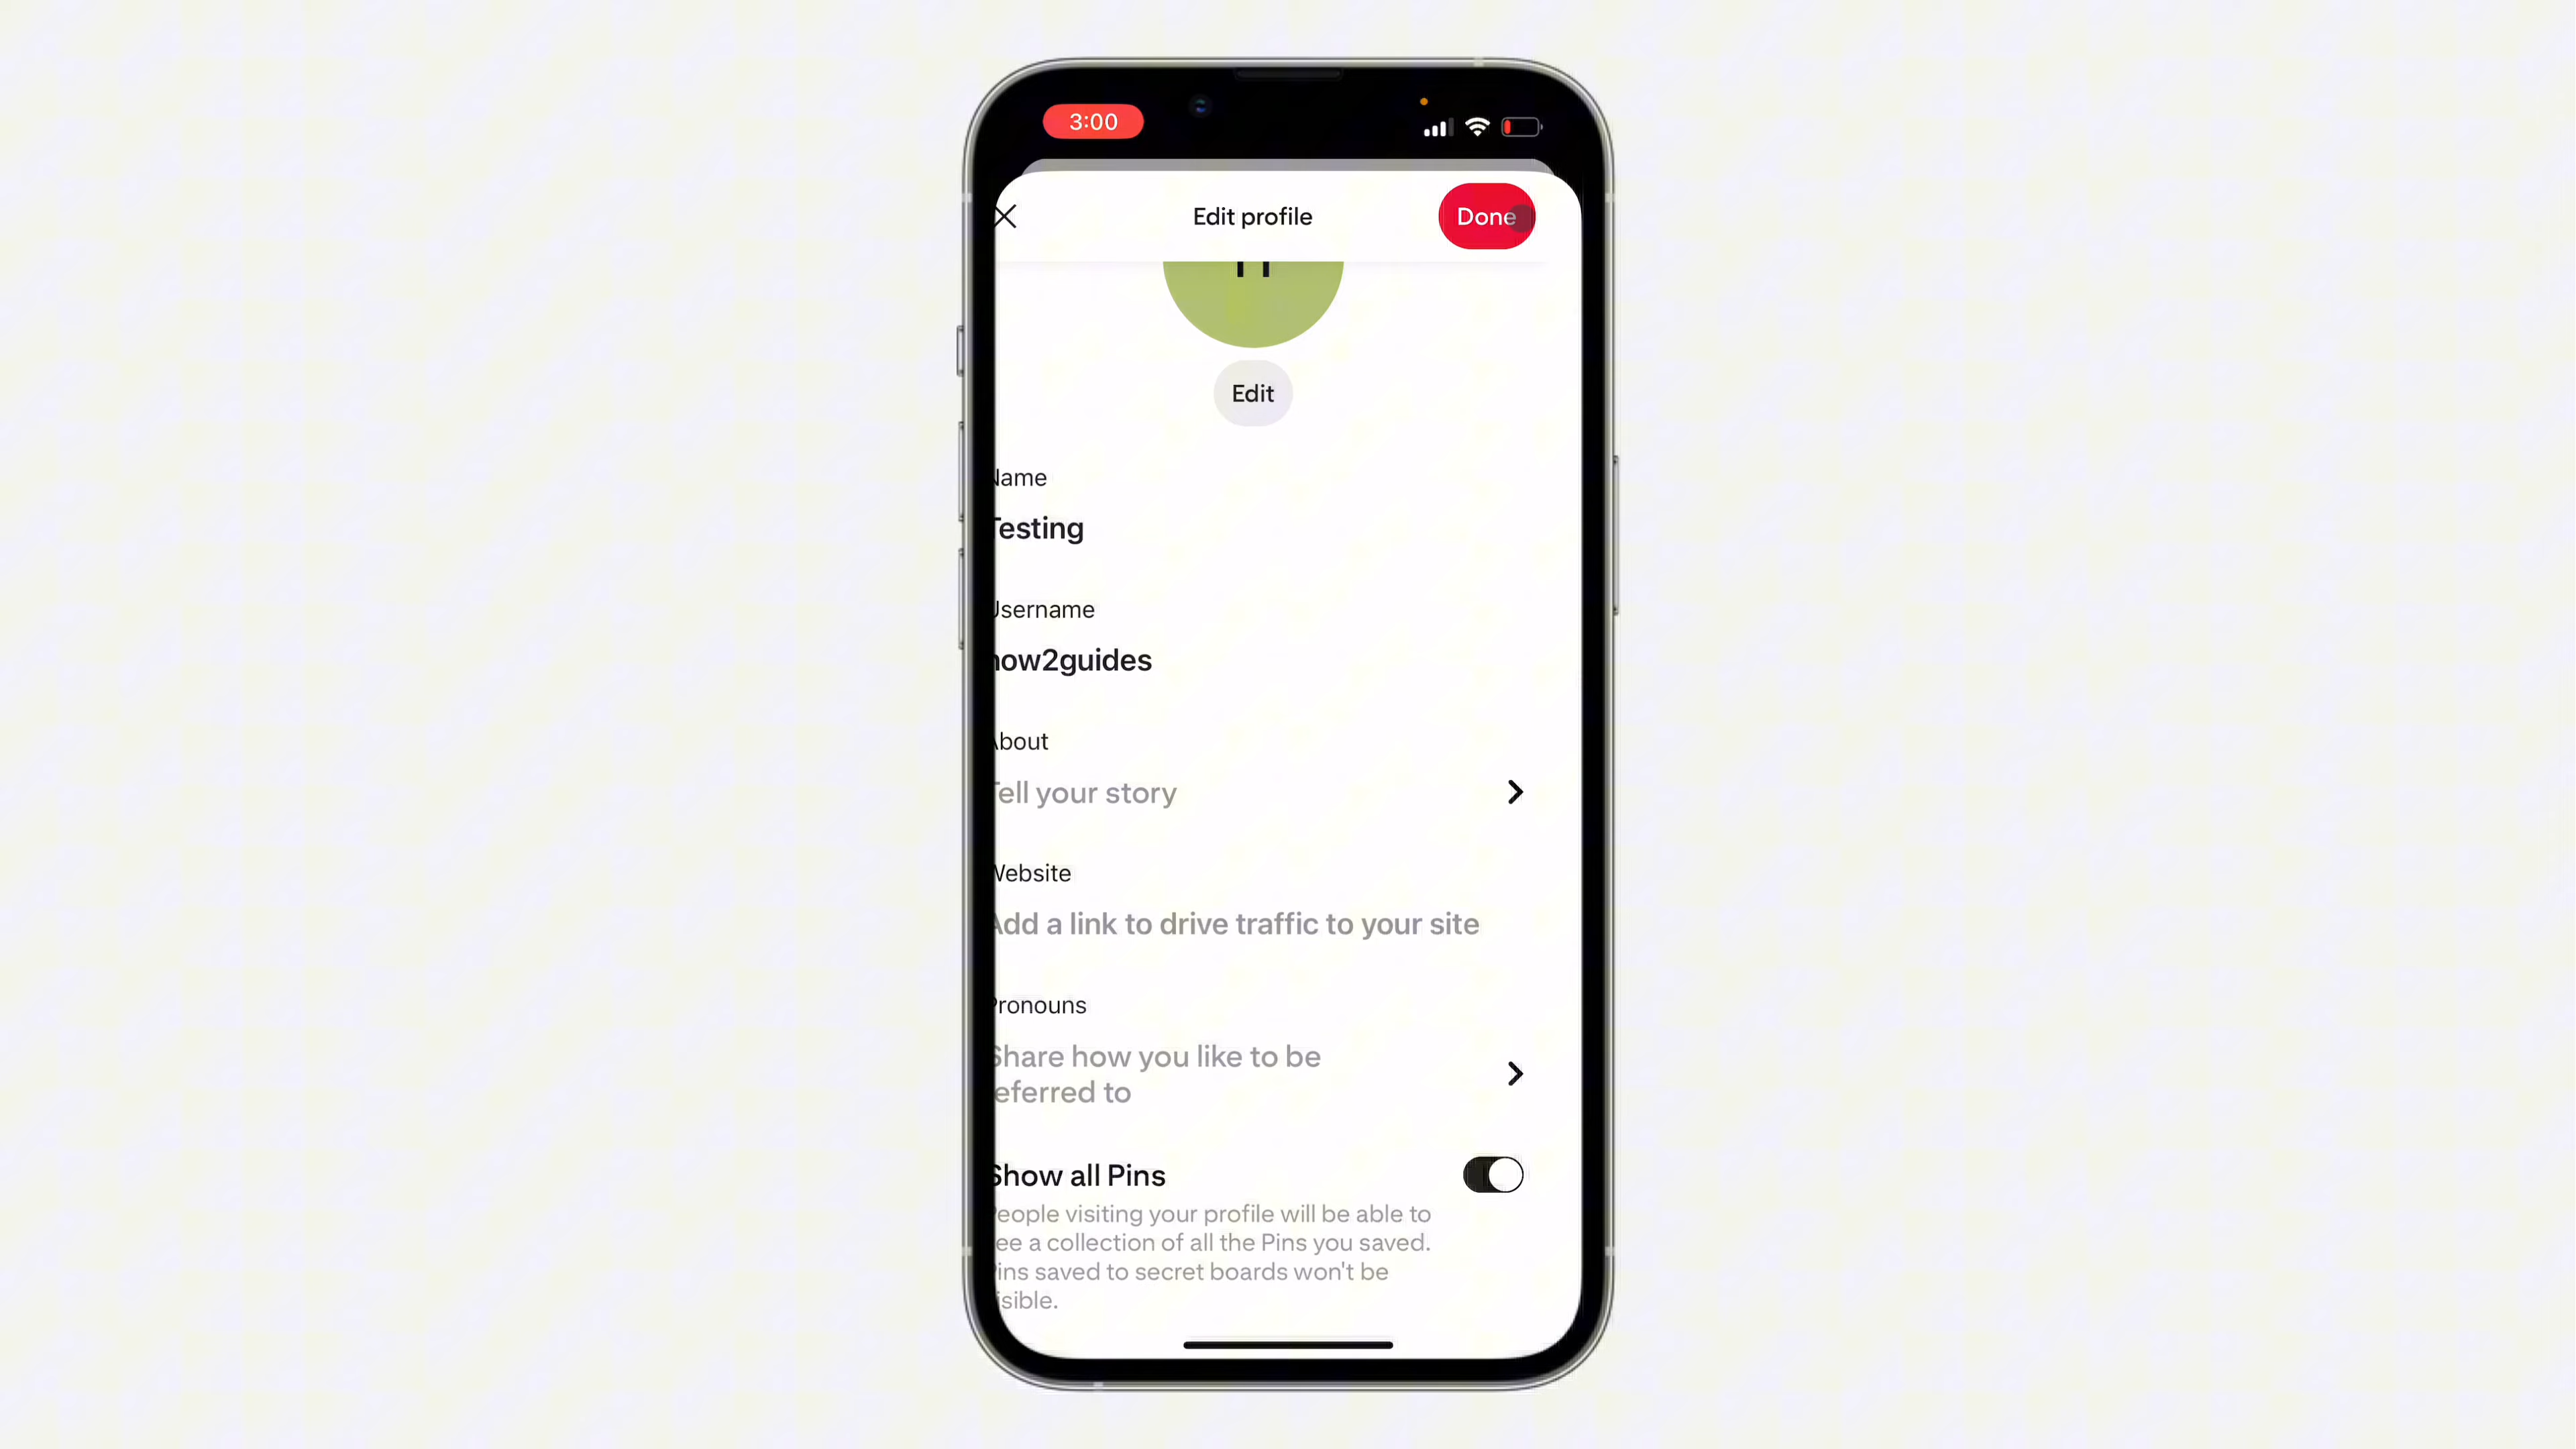 3:00
Edit profile
Done
Edit
Name
Testing
Username
how2guides
About
Tell your story
Website
Add a link to drive traffic to your site
Pronouns
Share how you like to be
referred to
Show all Pins
People visiting your profile will be able to
see a collection of all the Pins you saved.
Pins saved to secret boards won't be
visible.